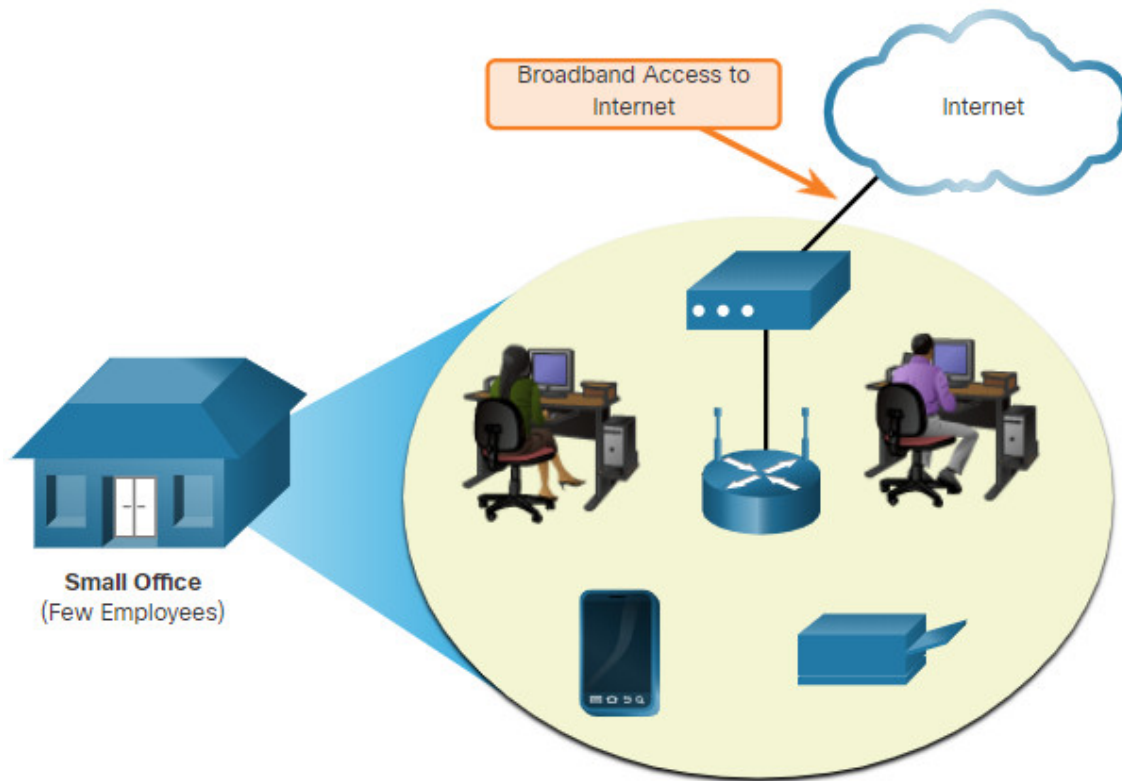 Broadband Access to
Internet
Internet
Small Office
(Few Employees)